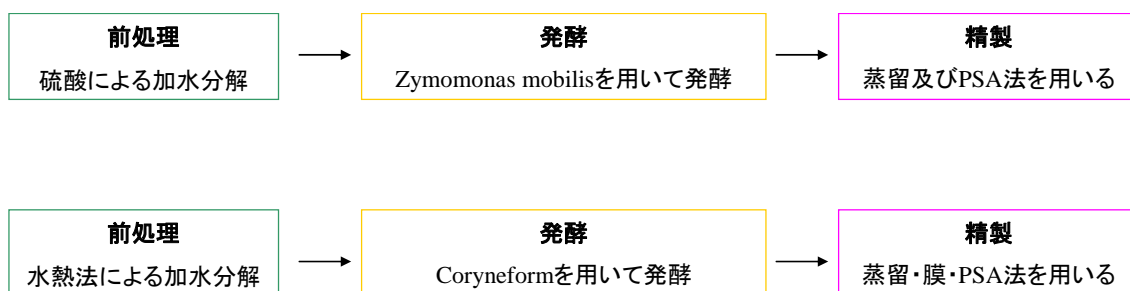 前処理
硫酸による加水分解
発酵
Zymomonas mobilisを用いて発酵
精製
蒸留及びPSA法を用いる
前処理
水熱法による加水分解
発酵
Coryneformを用いて発酵
精製
蒸留・膜・PSA法を用いる